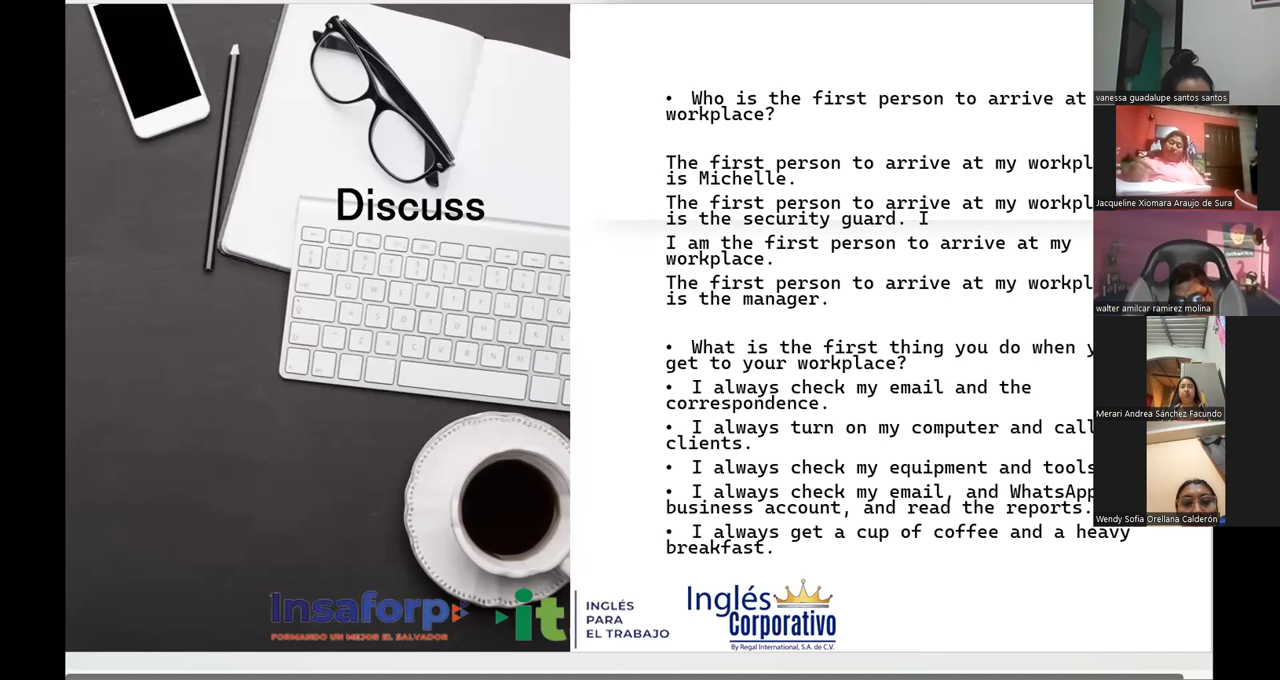 Discuss
• Who is the first person to arrive at
workplace?
The first person to arrive at my workpl
is Michelle.
The first person to arrive at my workpl
is the security guard. I
I am the first person to arrive at my
workplace.
The first person to arrive at my workpl
is the manager.
• What is the first thing you do when y
get to your workplace?
• I always check my email and the
correspondence.
• I always turn on my computer and call
clients.
• I always check my equipment and tools
• I always check my email, and WhatsApp
business account, and read the reports.
• I always get a cup of coffee and a heavy
breakfast.
Insaforp
FORMANDO UN MEJOR EL SALVADOR
it
INGLÉS
PARA
EL TRABAJO
Inglés
Corporativo
By Regal International, S.A. de C.V.
vanessa guadalupe santos santos
Jacqueline Xiomara Araujo de Sura
walter amilcar ramirez molina
Merari Andrea Sánchez Facundo
Wendy Sofia Orellana Calderón